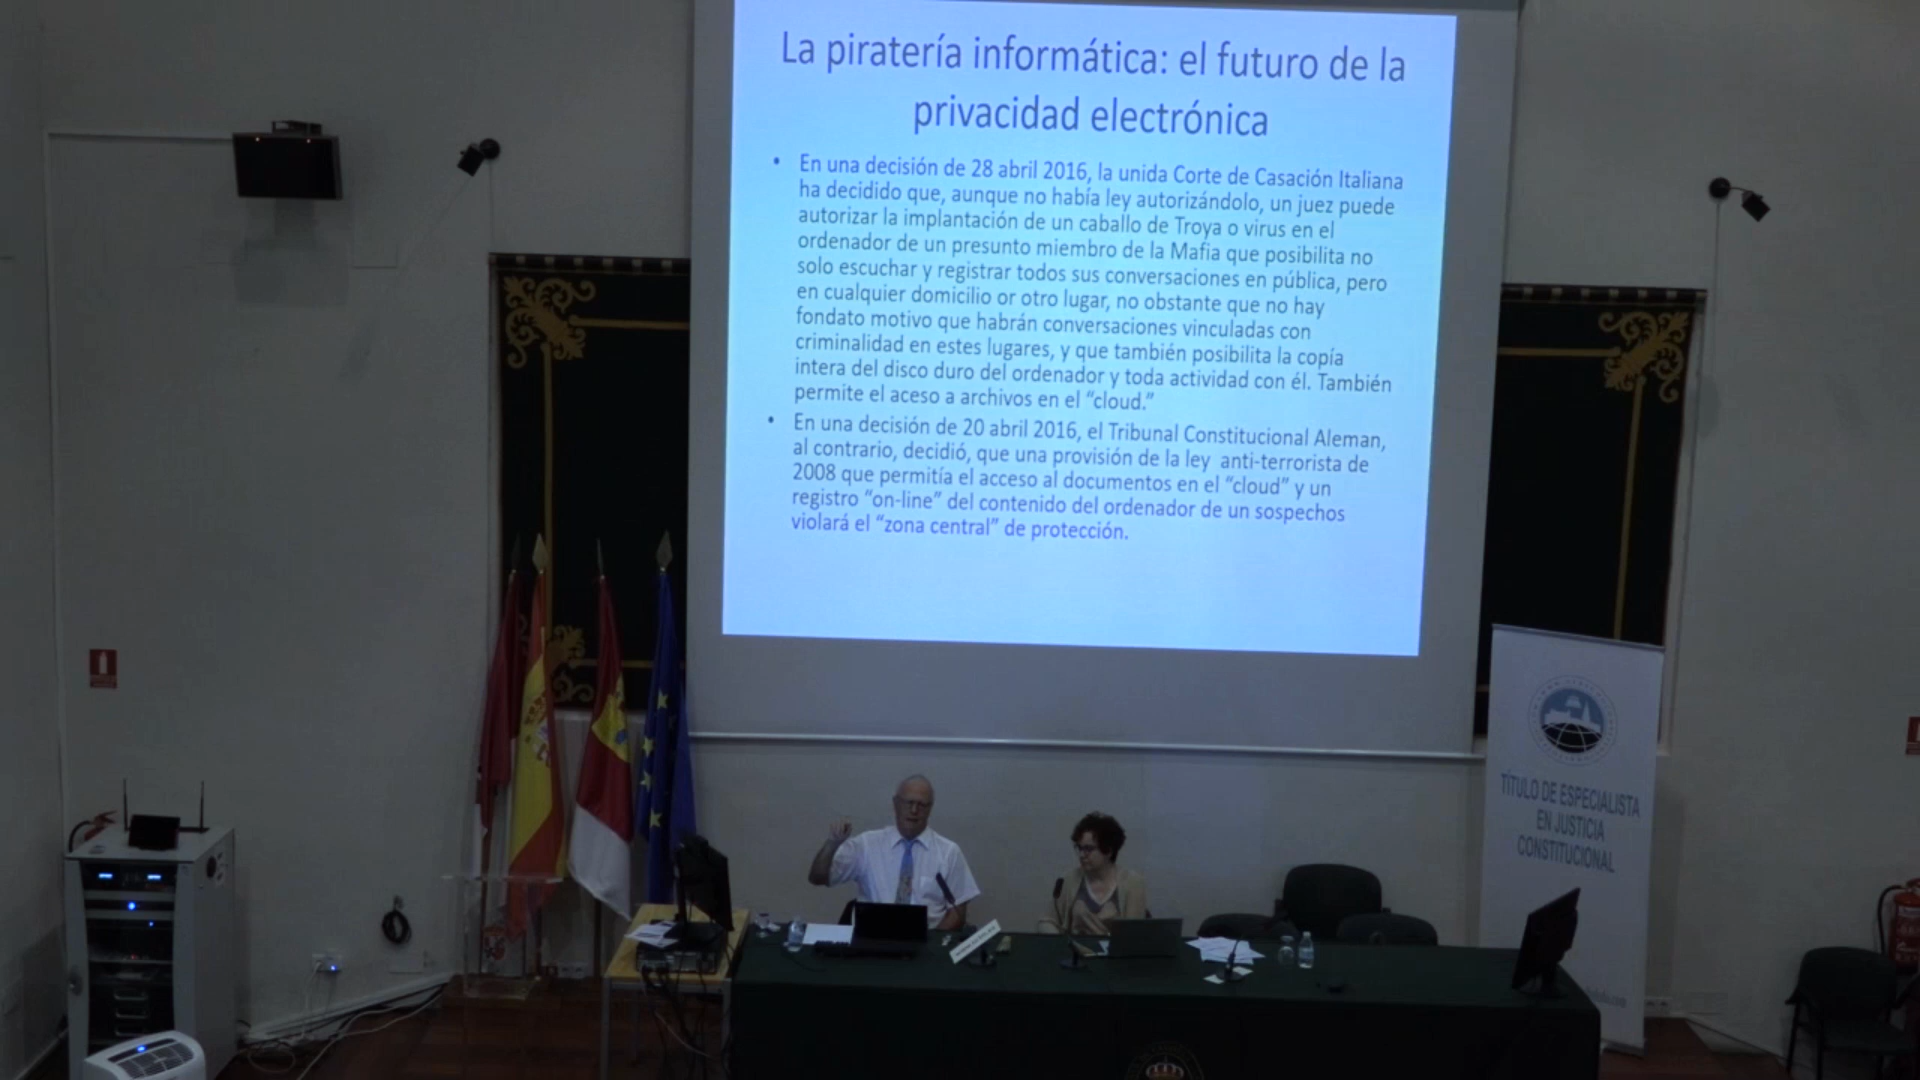 La piratería informática: el futuro de la
privacidad electrónica
• En una decisión de 28 abril 2016, la unida Corte de Casación Italiana
ha decidido que, aunque no había ley autorizándolo, un juez puede
autorizar la implantación de un caballo de Troya o virus en el
ordenador de un presunto miembro de la Mafia que posibilita no
solo escuchar y registrar todos sus conversaciones en pública, pero
en cualquier domicilio or otro lugar, no obstante que no hay
fondato motivo que habrán conversaciones vinculadas con
criminalidad en estes lugares, y que también posibilita la copía
intera del disco duro del ordenador y toda actividad con él. También
permite el aceso a archivos en el “cloud.”
• En una decisión de 20 abril 2016, el Tribunal Constitucional Aleman,
al contrario, decidió, que una provisión de la ley anti-terrorista de
2008 que permitía el acceso al documentos en el “cloud” y un
registro “on-line” del contenido del ordenador de un sospechos
violará el “zona central” de protección.
TÍTULO DE ESPECIALISTA
EN JUSTICIA
CONSTITUCIONAL